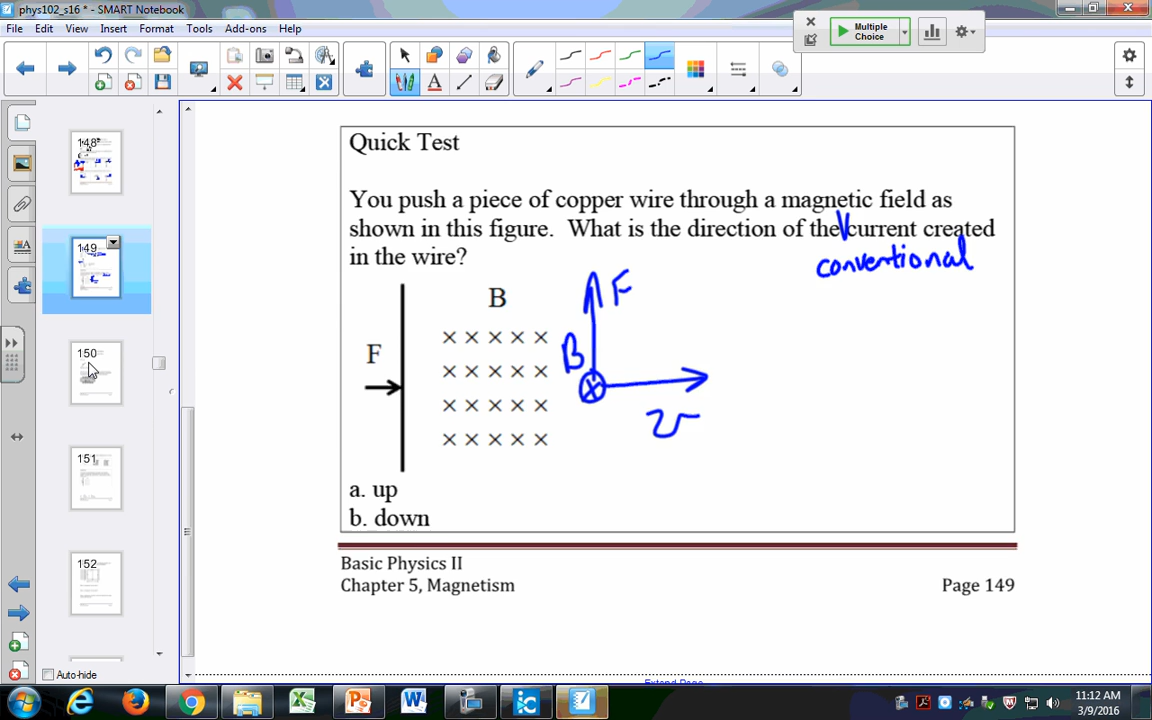 phys102_s16 * - SMART Notebook
File Edit View Insert Format Tools Add-ons Help
Multiple
Choice
148
149
150
151
152
Auto-hide
Quick Test
You push a piece of copper wire through a magnetic field as
shown in this figure. What is the direction of the current created
conventional
in the wire?
B
F
× × × × ×
× × × × ×
× × × × ×
× × × × ×
F
B
v
a. up
b. down
Basic Physics II
Chapter 5, Magnetism
Page 149
Extend Page
11:12 AM
3/9/2016